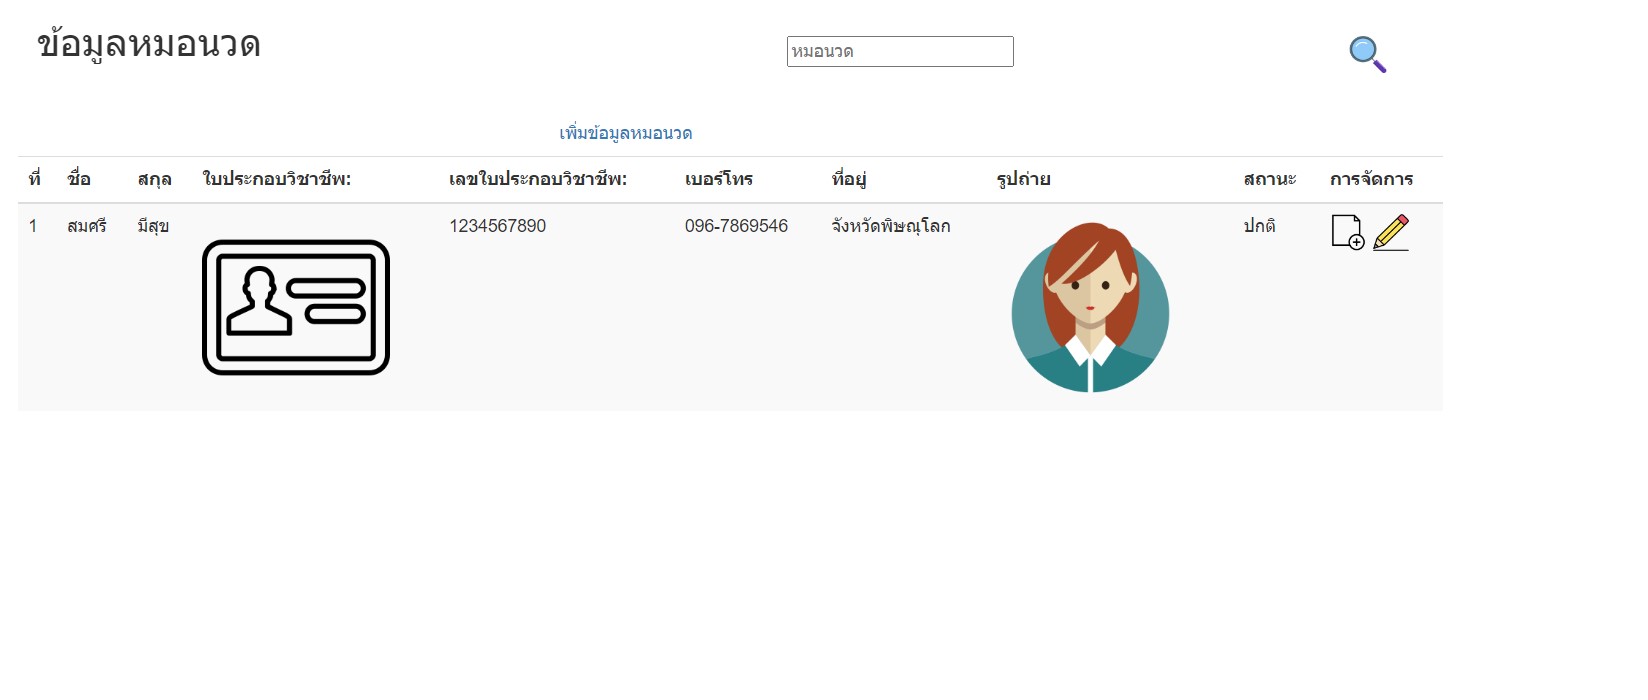 ข้อมูลหมอนวด
หมอนวด
เพิ่มข้อมูลหมอนวด
ที่ ชื่อ สกุล ใบประกอบวิชาชีพ: เลขใบประกอบวิชาชีพ: เบอร์โทร ที่อยู่ รูปถ่าย สถานะ การจัดการ
1 สมศรี มีสุข 1234567890 096-7869546 จังหวัดพิษณุโลก ปกติ